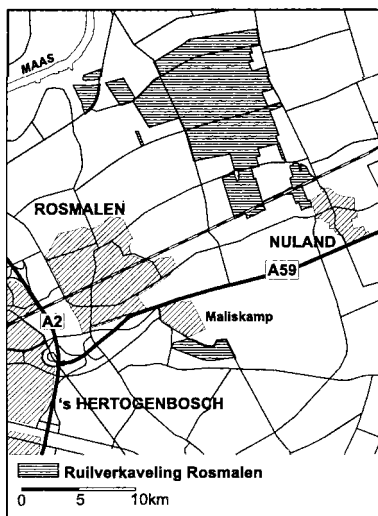 MAAS
ROSMALEN
NULAND
A59
A2
Maliskamp
's HERTOGENBOSCH
Ruilverkaveling Rosmalen
0 5 10km